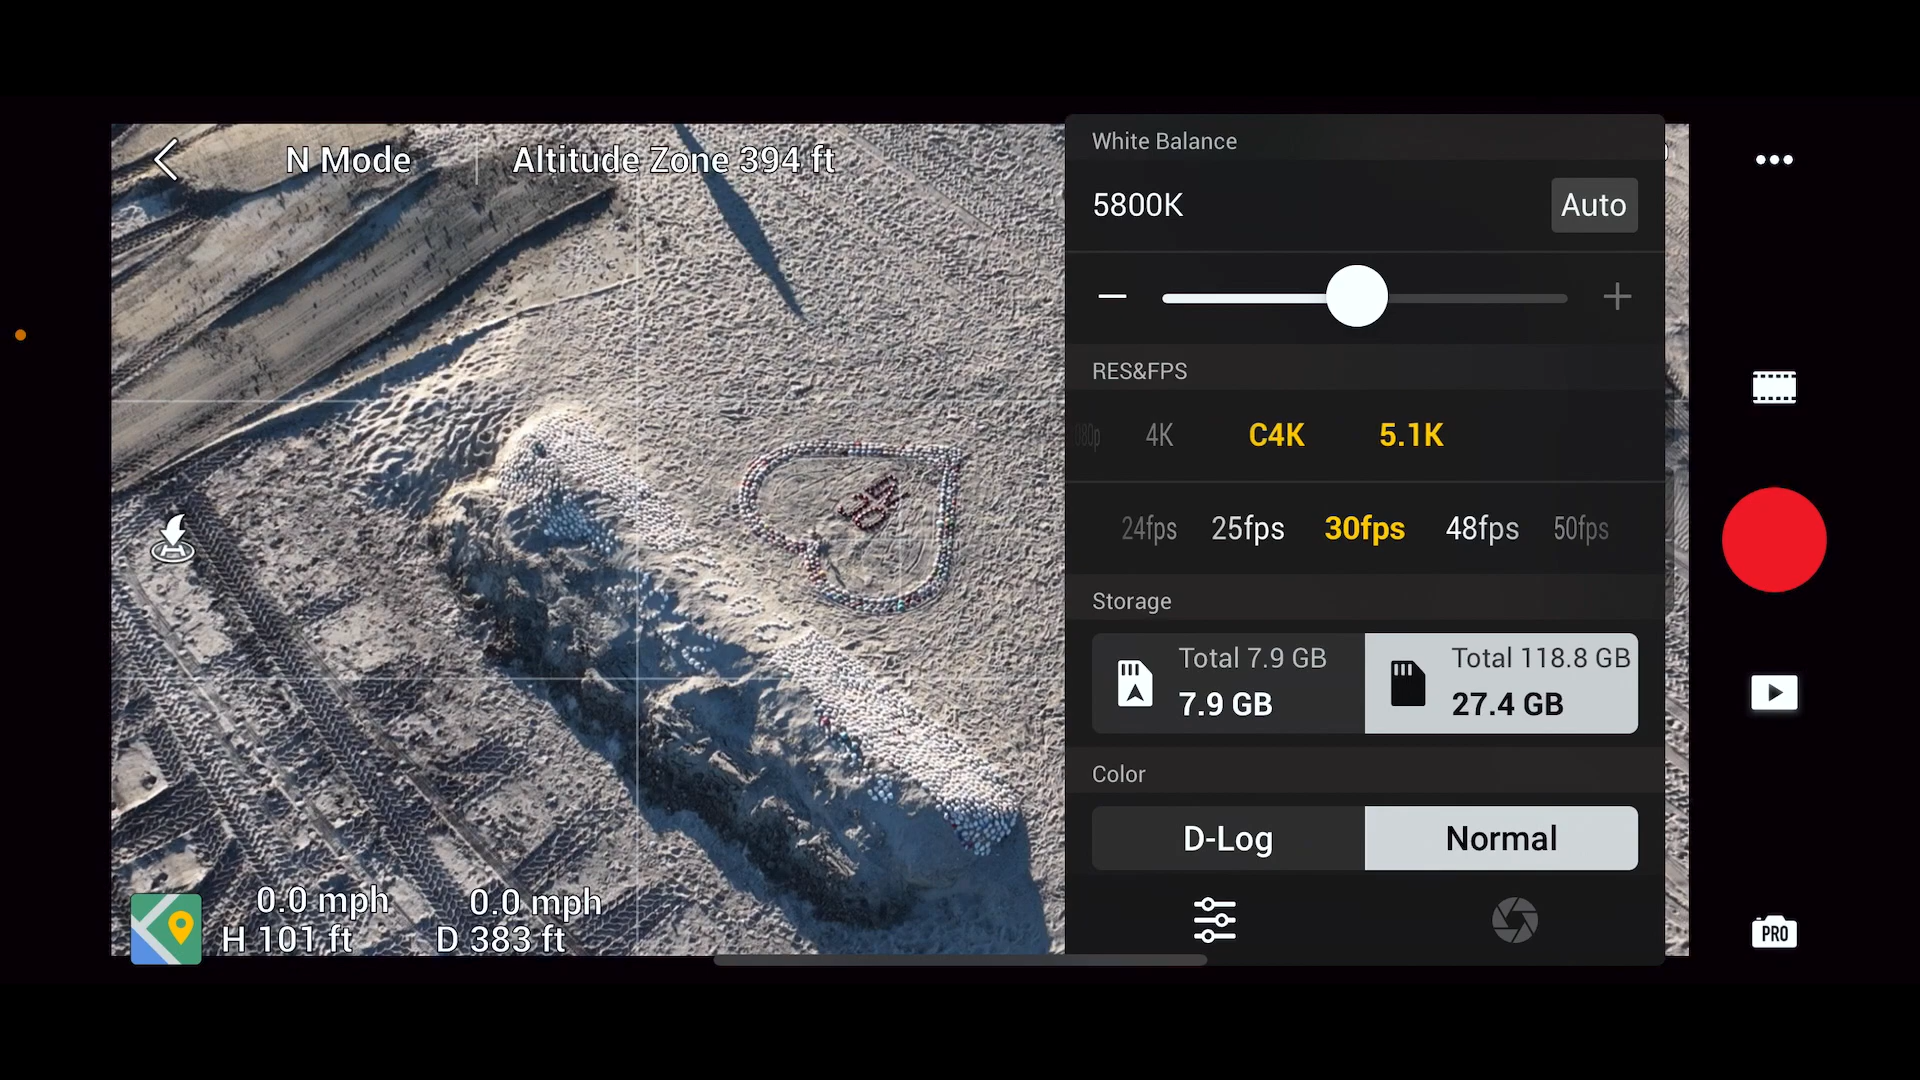 N Mode
Altitude Zone 394 ft
White Balance
5800K
Auto
RES&FPS
4K
C4K
5.1K
24fps
25fps
30fps
48fps
50fps
Storage
Total 7.9 GB
7.9 GB
Total 118.8 GB
27.4 GB
Color
D-Log
Normal
0.0 mph
0.0 mph
H 101 ft
D 383 ft
PRO